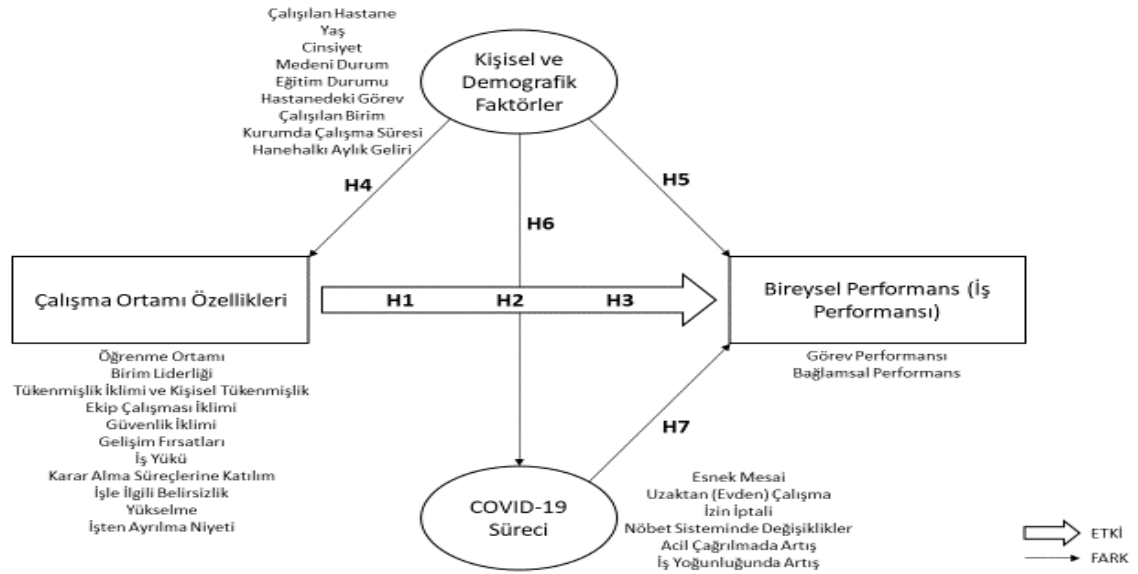 Çalışılan Hastane
Yaş
Cinsiyet
Medeni Durum
Eğitim Durumu
Hastanedeki Görev
Çalışılan Birim
Kurumda Çalışma Süresi
Hanehalkı Aylık Geliri
Kişisel ve
Demografik
Faktörler
H4
H5
H6
Çalışma Ortamı Özellikleri
H1
H2
H3
Bireysel Performans (İş
Performansı)
Öğrenme Ortamı
Birim Liderliği
Tükenmişlik İklimi ve Kişisel Tükenmişlik
Ekip Çalışması İklimi
Güvenlik İklimi
Gelişim Fırsatları
İş Yükü
Karar Alma Süreçlerine Katılım
İşle İlgili Belirsizlik
Yükselme
İşten Ayrılma Niyeti
Görev Performansı
Bağlamsal Performans
H7
COVID-19
Süreci
Esnek Mesai
Uzaktan (Evden) Çalışma
İzin İptali
Nöbet Sisteminde Değişiklikler
Acil Çağrılmada Artış
İş Yoğunluğunda Artış
ETKİ
FARK